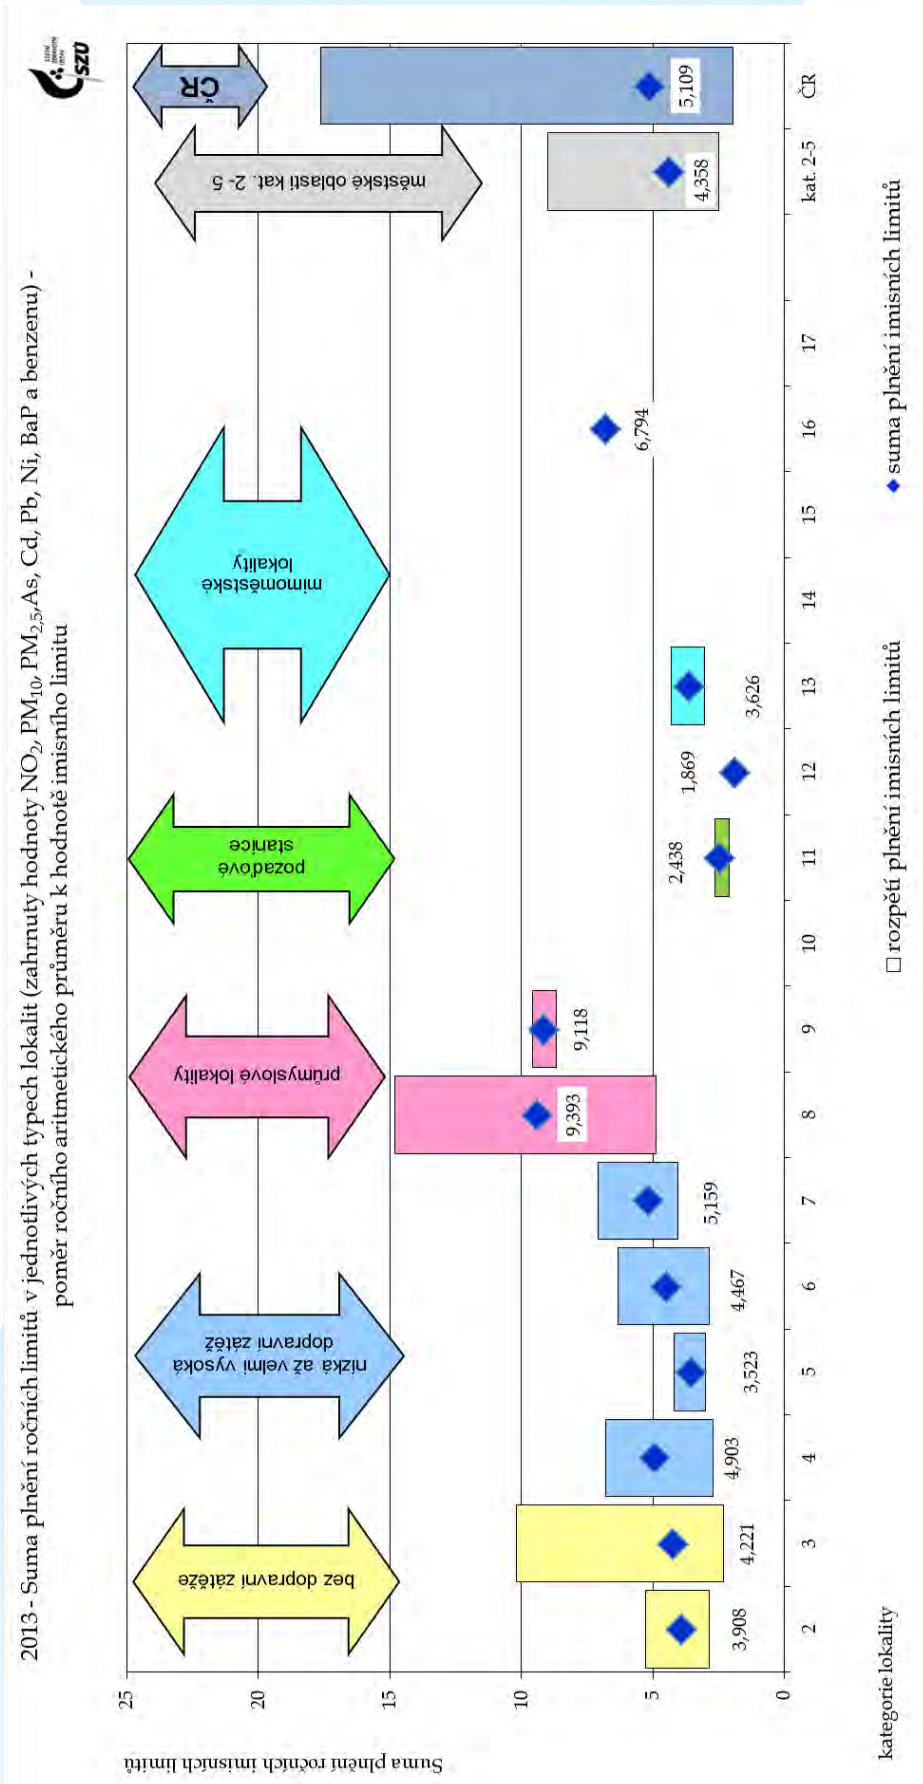 2013 - Suma plnění ročních limitů v jednotlivých typech lokalit (zahrnuty hodnoty NO2, PM10, PM2,5,As, Cd, Pb, Ni, BaP a benzenu) -
poměr ročního aritmetického průměru k hodnotě imisního limitu
SZÚ
Suma plnění ročních imisních limitů
25
20
15
10
5
0
bez dopravní zátěže
nízká až velmi vysoká
dopravní zátěž
průmyslové lokality
pozaďové
stanice
mimoměstské
lokality
městské oblasti kat. 2- 5
ČR
3,908
4,221
4,903
3,523
4,467
5,159
9,393
9,118
2,438
1,869
3,626
6,794
4,358
5,109
2
3
4
5
6
7
8
9
10
11
12
13
14
15
16
17
kat. 2-5
ČR
kategorie lokality
rozpětí plnění imisních limitů
suma plnění imisních limitů